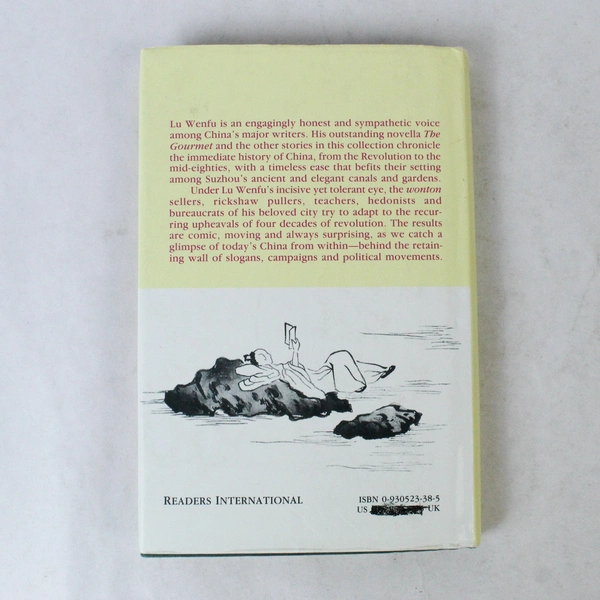 Lu Wenfu is an engagingly honest and sympathetic voice
among China's major writers. His outstanding novella The
Gourmet and the other stories in this collection chronicle
the immediate history of China, from the Revolution to the
mid-eighties, with a timeless ease that befits their setting
among Suzhou's ancient and elegant canals and gardens.
Under Lu Wenfu's incisive yet tolerant eye, the wonton
sellers, rickshaw pullers, teachers, hedonists and
bureaucrats of his beloved city try to adapt to the recur-
ring upheavals of four decades of revolution. The results
are comic, moving and always surprising, as we catch a
glimpse of today's China from within—behind the retain-
ing wall of slogans, campaigns and political movements.
READERS INTERNATIONAL
ISBN 0-930523-38-5
US UK